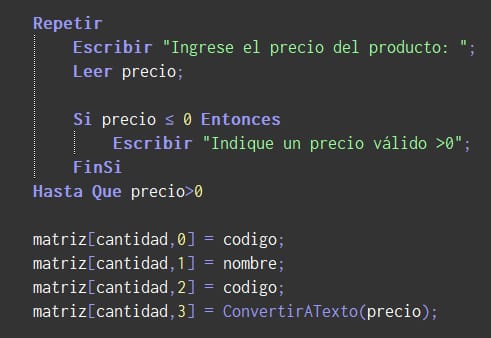 Repetir
Escribir "Ingrese el precio del producto: ";
Leer precio;
Si precio ≤ 0 Entonces
Escribir "Indique un precio válido >0";
FinSi
Hasta Que precio>0
matriz[cantidad,0] = codigo;
matriz[cantidad,1] = nombre;
matriz[cantidad,2] = codigo;
matriz[cantidad,3] = ConvertirATexto(precio);